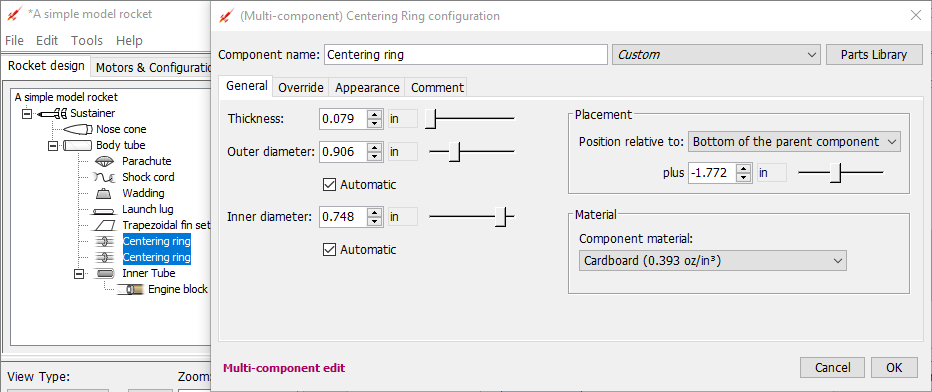 *A simple model rocket
File Edit Tools Help
Rocket design Motors & Configuratio
A simple model rocket
Sustainer
Nose cone
Body tube
Parachute
Shock cord
Wadding
Launch lug
Trapezoidal fin set
Centering ring
Centering ring
Inner Tube
Engine block
View Type: Zoom:
(Multi-component) Centering Ring configuration
Component name: Centering ring Custom Parts Library
General Override Appearance Comment
Thickness: 0.079 in
Outer diameter: 0.906 in
Automatic
Inner diameter: 0.748 in
Automatic
Placement
Position relative to: Bottom of the parent component
plus -1.772 in
Material
Component material:
Cardboard (0.393 oz/in³)
Multi-component edit Cancel OK